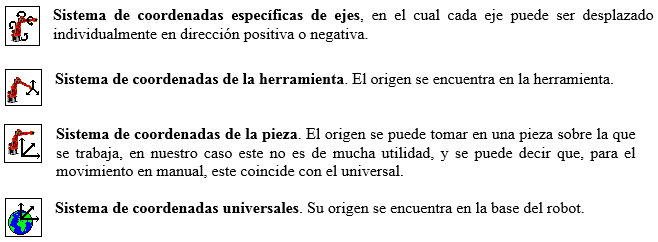 Sistema de coordenadas específicas de ejes, en el cual cada eje puede ser desplazado
individualmente en dirección positiva o negativa.
Sistema de coordenadas de la herramienta. El origen se encuentra en la herramienta.
Sistema de coordenadas de la pieza. El origen se puede tomar en una pieza sobre la que
se trabaja, en nuestro caso este no es de mucha utilidad, y se puede decir que, para el
movimiento en manual, este coincide con el universal.
Sistema de coordenadas universales. Su origen se encuentra en la base del robot.